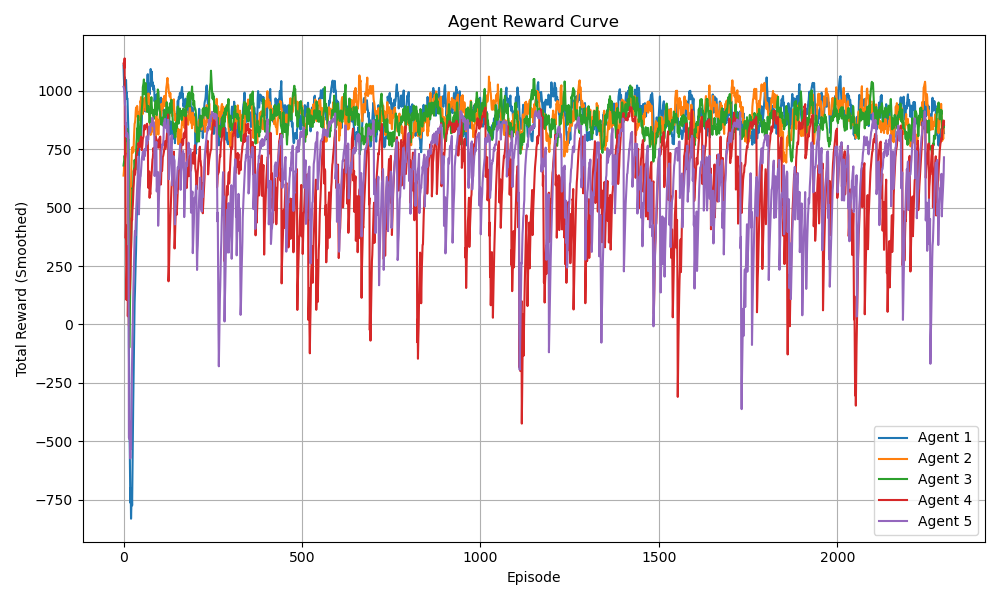 Agent Reward Curve
Total Reward (Smoothed)
1000
750
500
250
0
−250
−500
−750
0
500
1000
1500
2000
Episode
Agent 1
Agent 2
Agent 3
Agent 4
Agent 5